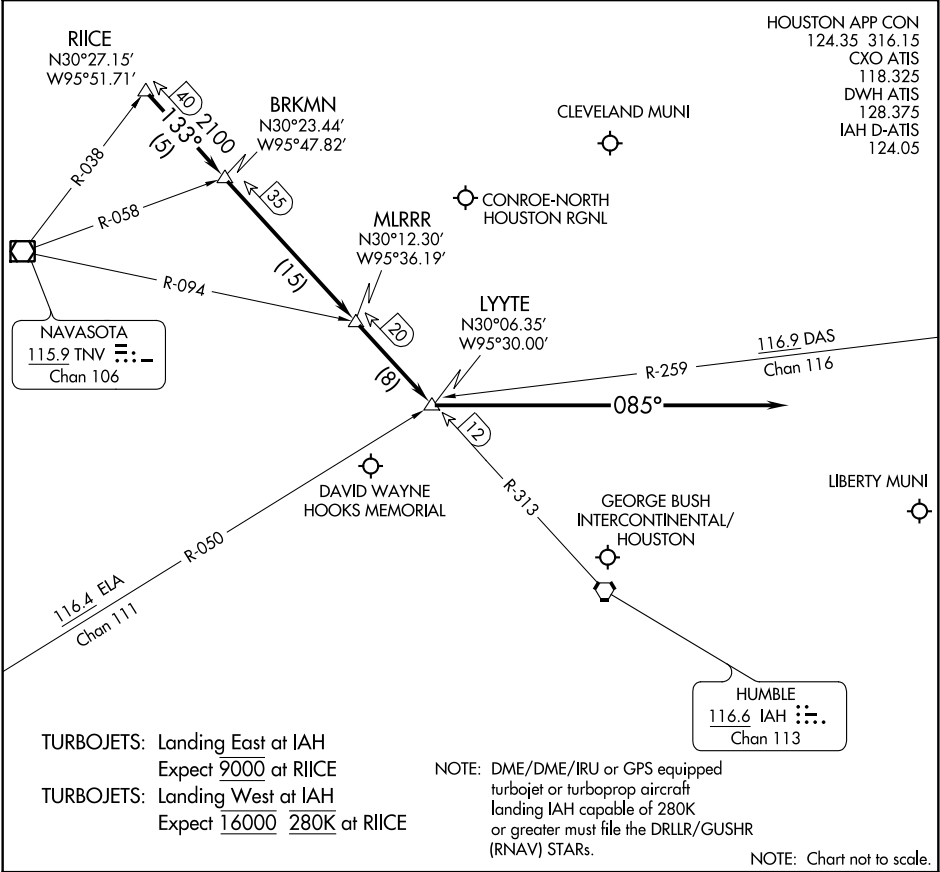 RIICE
N30°27.15'
W95°51.71'
HOUSTON APP CON
124.35 316.15
CXO ATIS
118.325
DWH ATIS
128.375
IAH D-ATIS
124.05
40
2100
133°
(5)
BRKMN
N30°23.44'
W95°47.82'
CLEVELAND MUNI
R-038
R-058
35
CONROE-NORTH
HOUSTON RGNL
MLRRR
N30°12.30'
W95°36.19'
(15)
R-094
NAVASOTA
115.9 TNV
Chan 106
20
LYYTE
N30°06.35'
W95°30.00'
(8)
116.9 DAS
Chan 116
R-259
085°
12
DAVID WAYNE
HOOKS MEMORIAL
R-313
LIBERTY MUNI
GEORGE BUSH
INTERCONTINENTAL/
HOUSTON
R-050
116.4 ELA
Chan 111
HUMBLE
116.6 IAH
Chan 113
TURBOJETS: Landing East at IAH
Expect 9000 at RIICE
TURBOJETS: Landing West at IAH
Expect 16000 280K at RIICE
NOTE: DME/DME/IRU or GPS equipped
turbojet or turboprop aircraft
landing IAH capable of 280K
or greater must file the DRLLR/GUSHR
(RNAV) STARs.
NOTE: Chart not to scale.